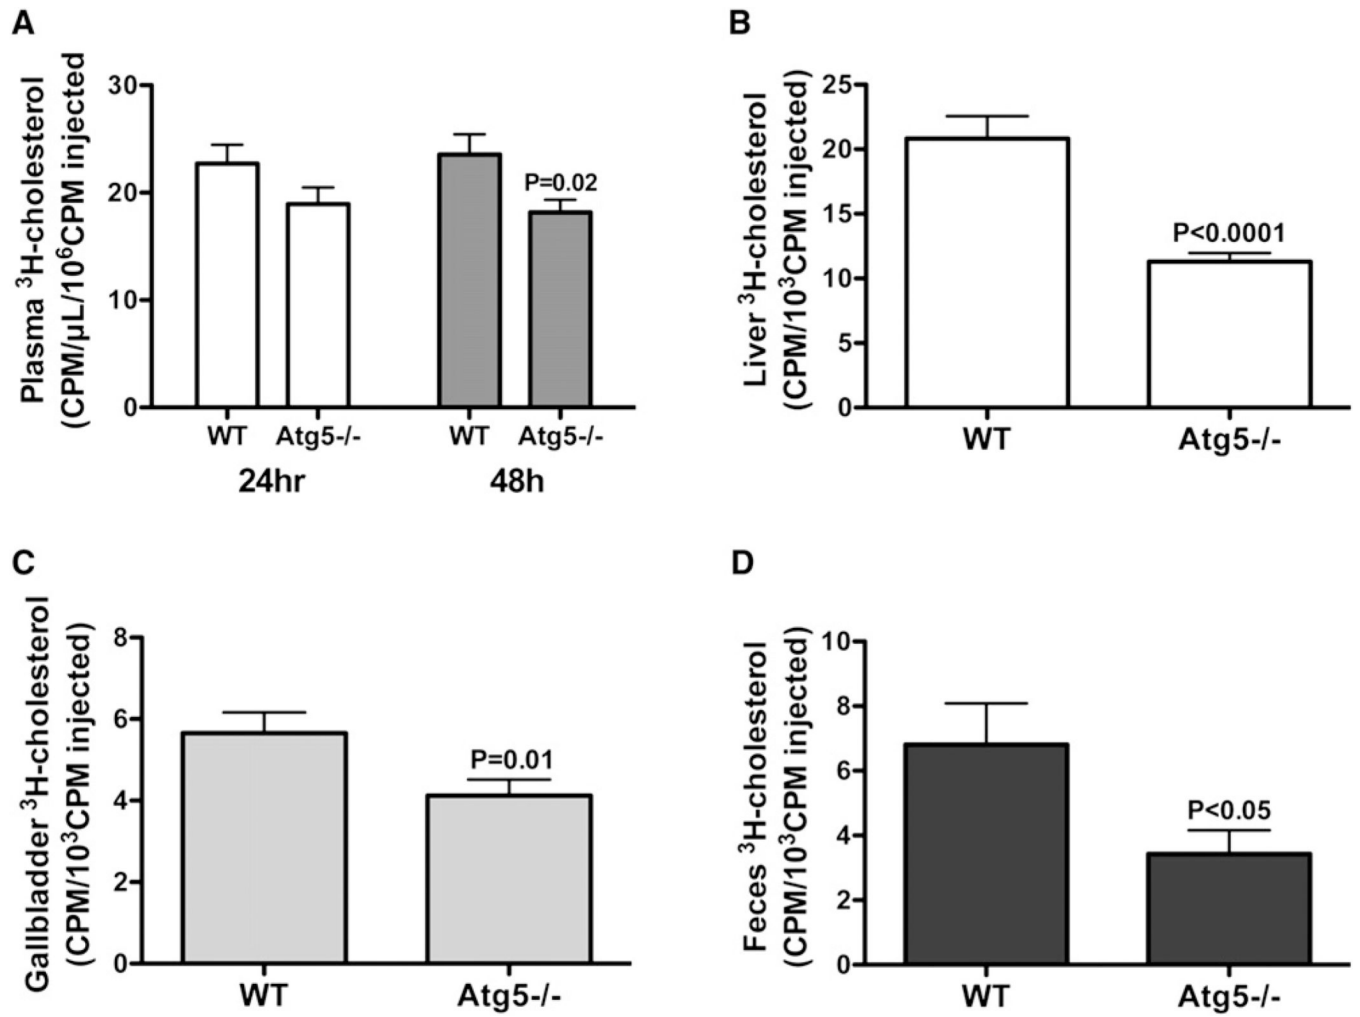 A
Plasma ³H-cholesterol
(CPM/µL/10⁶CPM injected
30
20
10
0
P=0.02
WT Atg5-/- WT Atg5-/-
24hr 48h
B
Liver ³H-cholesterol
(CPM/10³CPM injected)
25
20
15
10
5
0
P<0.0001
WT Atg5-/-
C
Gallbladder ³H-cholesterol
(CPM/10³CPM injected)
8
6
4
2
0
P=0.01
WT Atg5-/-
D
Feces ³H-cholesterol
(CPM/10³CPM injected)
10
8
6
4
2
0
P<0.05
WT Atg5-/-